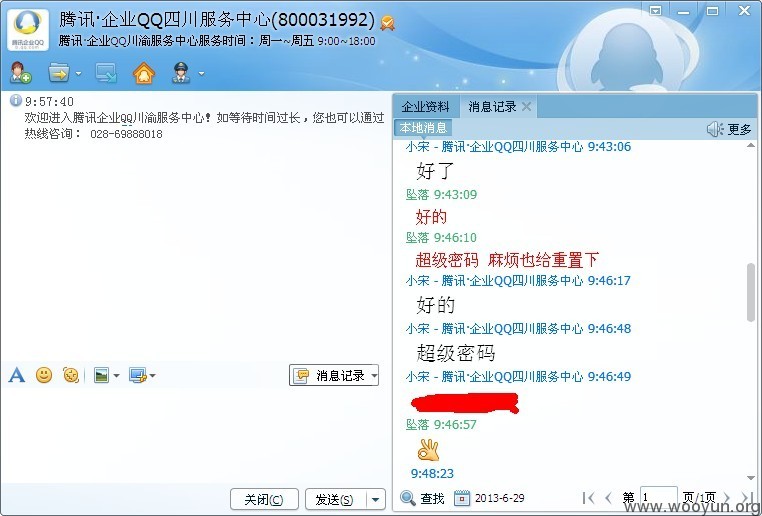 腾讯·企业QQ四川服务中心(800031992)
腾讯·企业QQ川渝服务中心服务时间：周一~周五 9:00~18:00
腾讯企业QQ
9:57:40
欢迎进入腾讯企业QQ川渝服务中心！如等待时间过长，您也可以通过
热线咨询： 028-69888018
企业资料 消息记录
本地消息 更多
小宋 - 腾讯·企业QQ四川服务中心 9:43:06
好了
坠落 9:43:09
好的
坠落 9:46:10
超级密码 麻烦也给重置下
小宋 - 腾讯·企业QQ四川服务中心 9:46:17
好的
小宋 - 腾讯·企业QQ四川服务中心 9:46:48
超级密码
小宋 - 腾讯·企业QQ四川服务中心 9:46:49
坠落 9:46:57
9:48:23
消息记录
关闭(C) 发送(S)
查找 2013-6-29 第 1 页/1页
www.wooyun.org